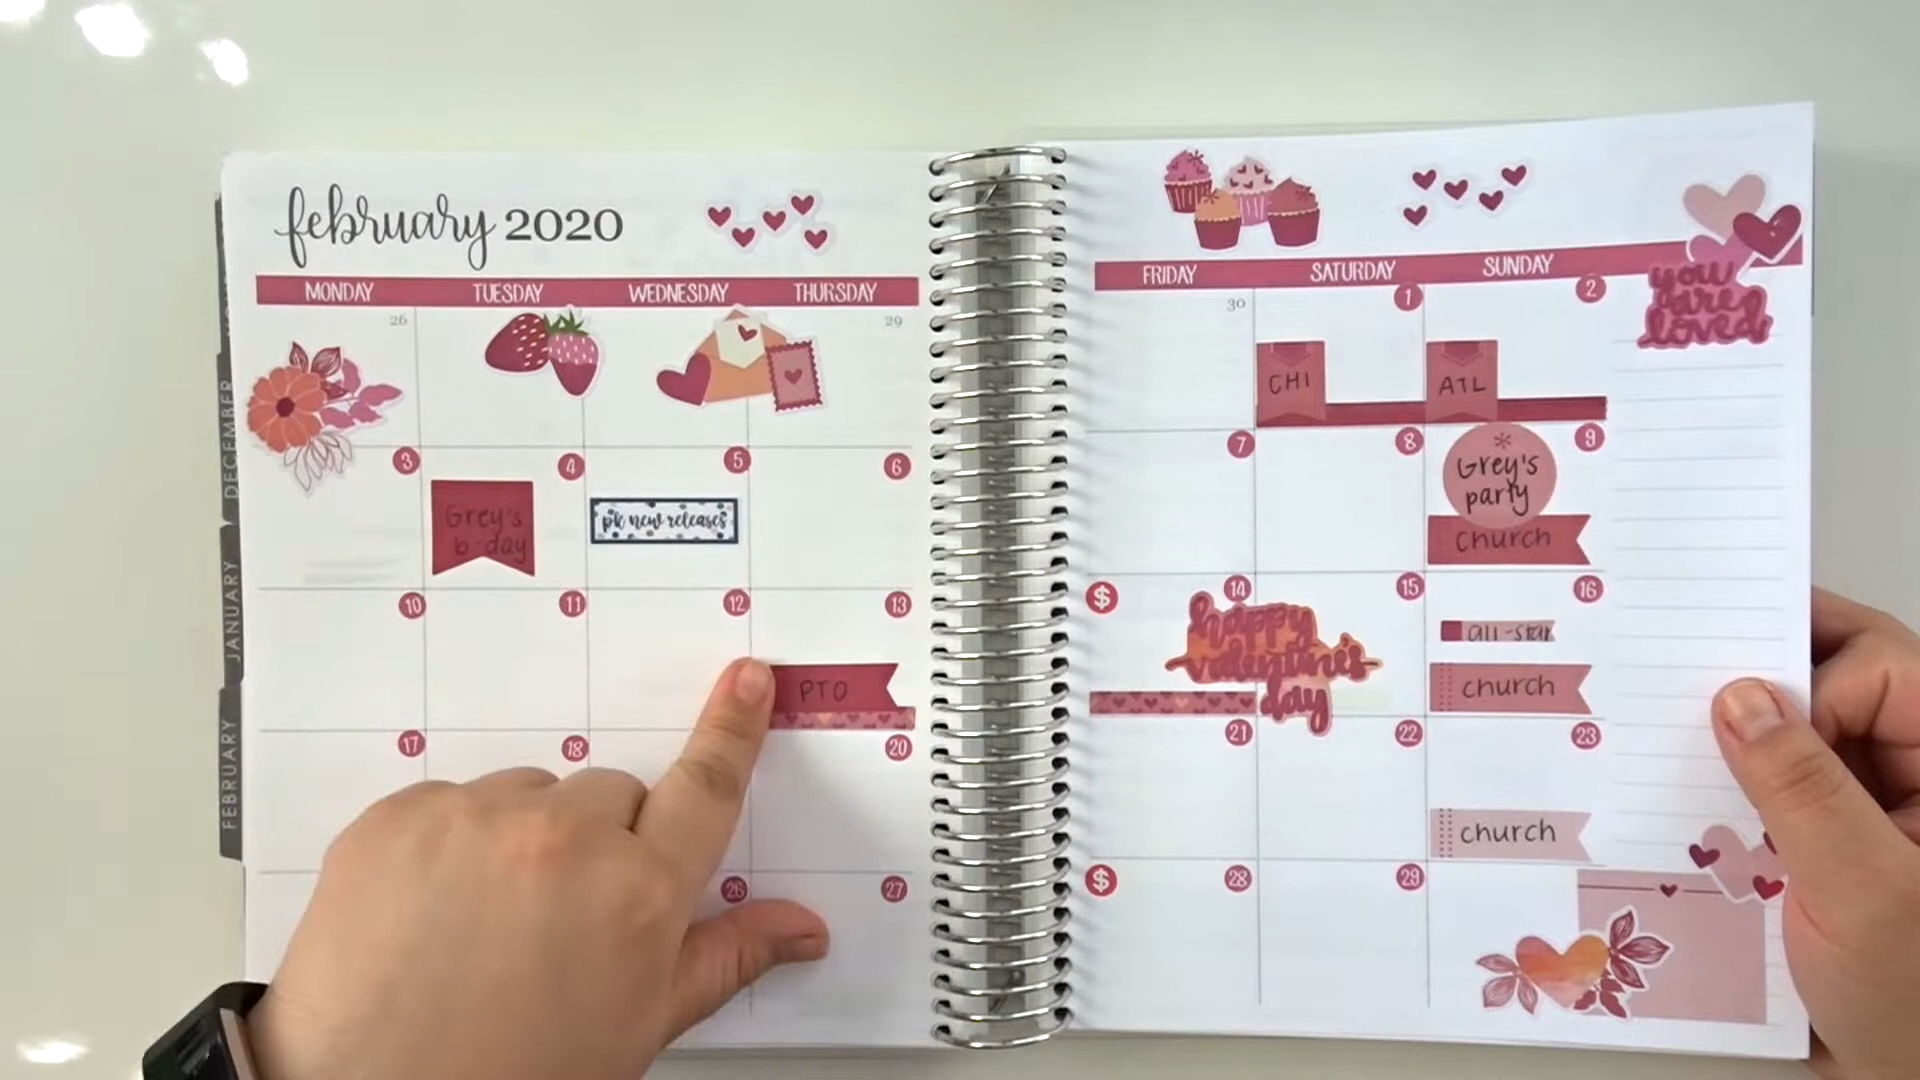 february 2020
MONDAY TUESDAY WEDNESDAY THURSDAY
FRIDAY SATURDAY SUNDAY
you are loved
26 29
30 1 2
CHI ATL
3 4 5 6
7 8 9
Grey's
b-day
pk new releases
*
Grey's
party
church
10 11 12 13
$ 14 15 16
PTO
happy
valentine's
day
all-star
church
17 18 20
21 22 23
church
26 27
$ 28 29
DECEMBER
JANUARY
FEBRUARY